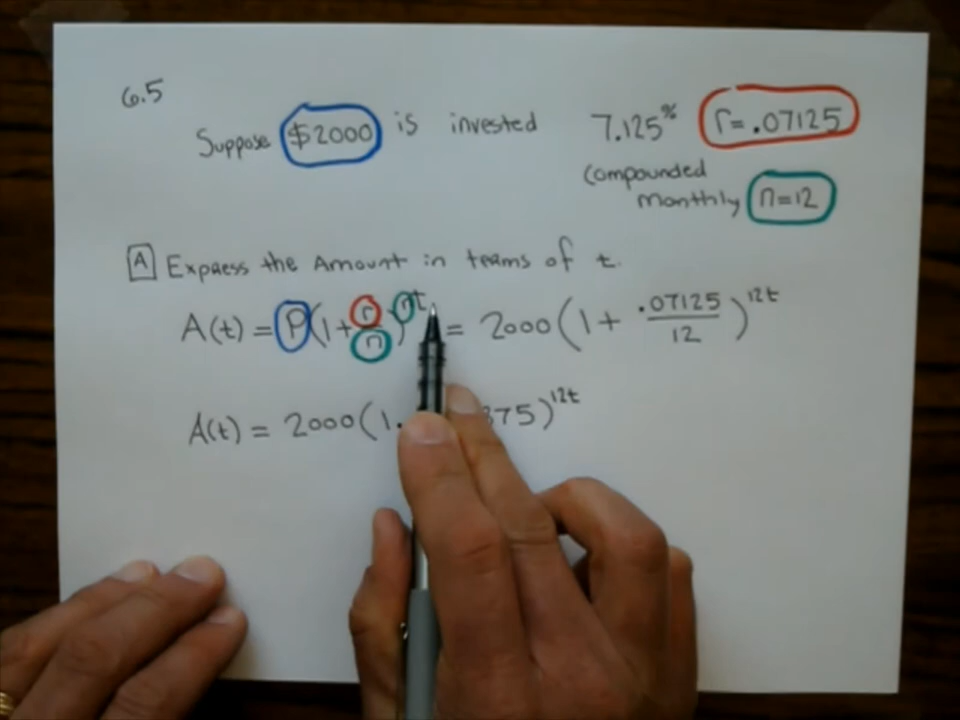 6.5
Suppose $2000 is invested 7.125% r=.07125
Compounded
monthly n=12
A Express the Amount in terms of t.
A(t) = P(1+r/n)^nt = 2000(1+.07125/12)^12t
A(t) = 2000(1. 375)^12t